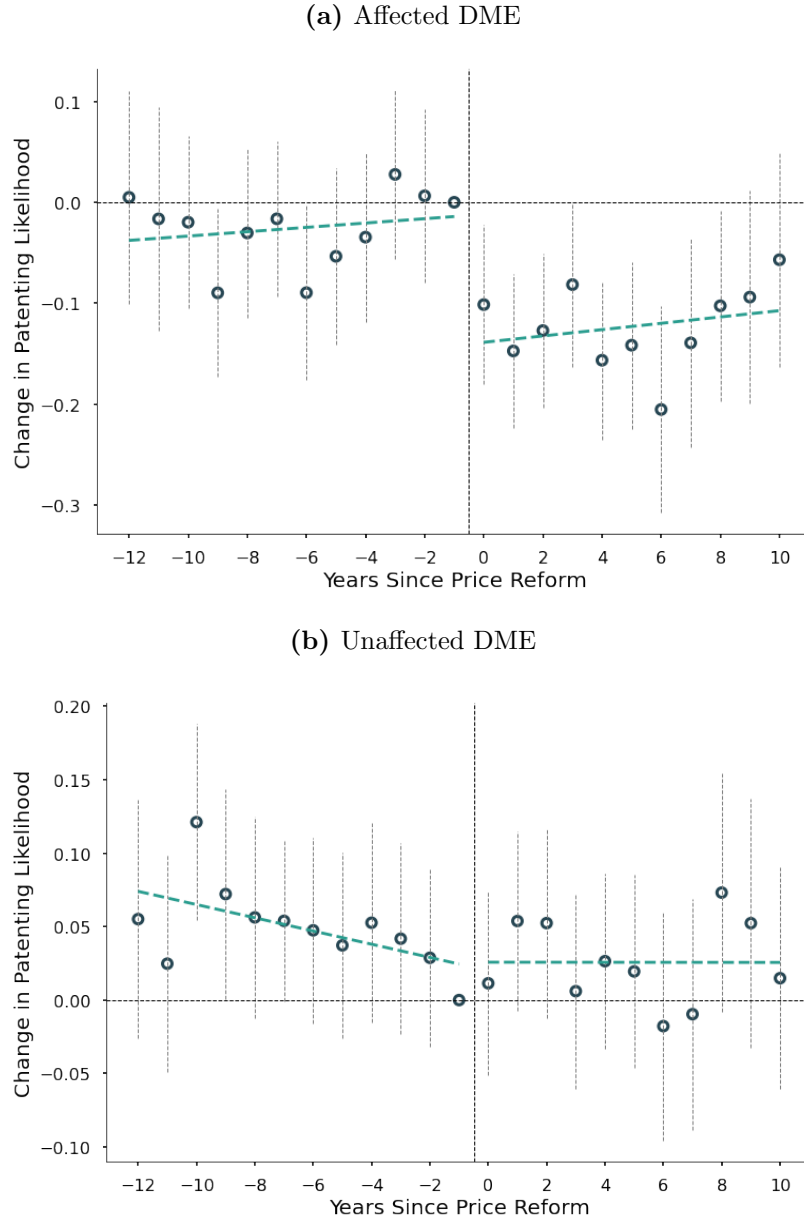 (a) Affected DME
0.1
0.0
−0.1
−0.2
−0.3
Change in Patenting Likelihood
−12 −10 −8 −6 −4 −2 0 2 4 6 8 10
Years Since Price Reform
(b) Unaffected DME
0.20
0.15
0.10
0.05
0.00
−0.05
−0.10
Change in Patenting Likelihood
−12 −10 −8 −6 −4 −2 0 2 4 6 8 10
Years Since Price Reform